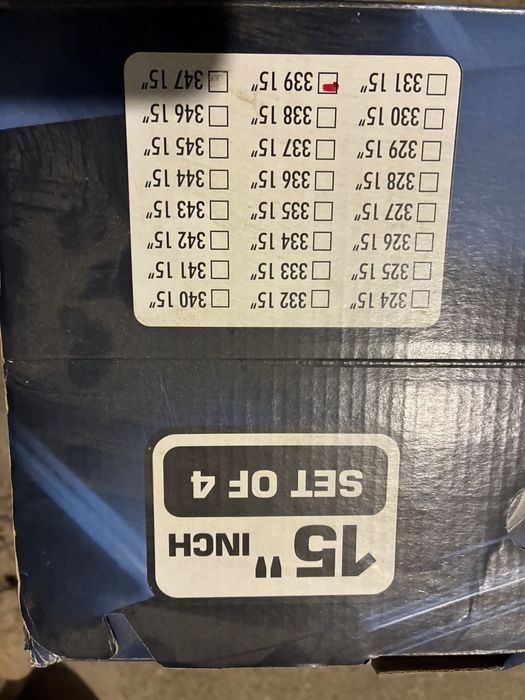 15" INCH
SET OF 4
324 15" 332 15" 340 15"
325 15" 333 15" 341 15"
326 15" 334 15" 342 15"
327 15" 335 15" 343 15"
328 15" 336 15" 344 15"
329 15" 337 15" 345 15"
330 15" 338 15" 346 15"
331 15" 339 15" 347 15"